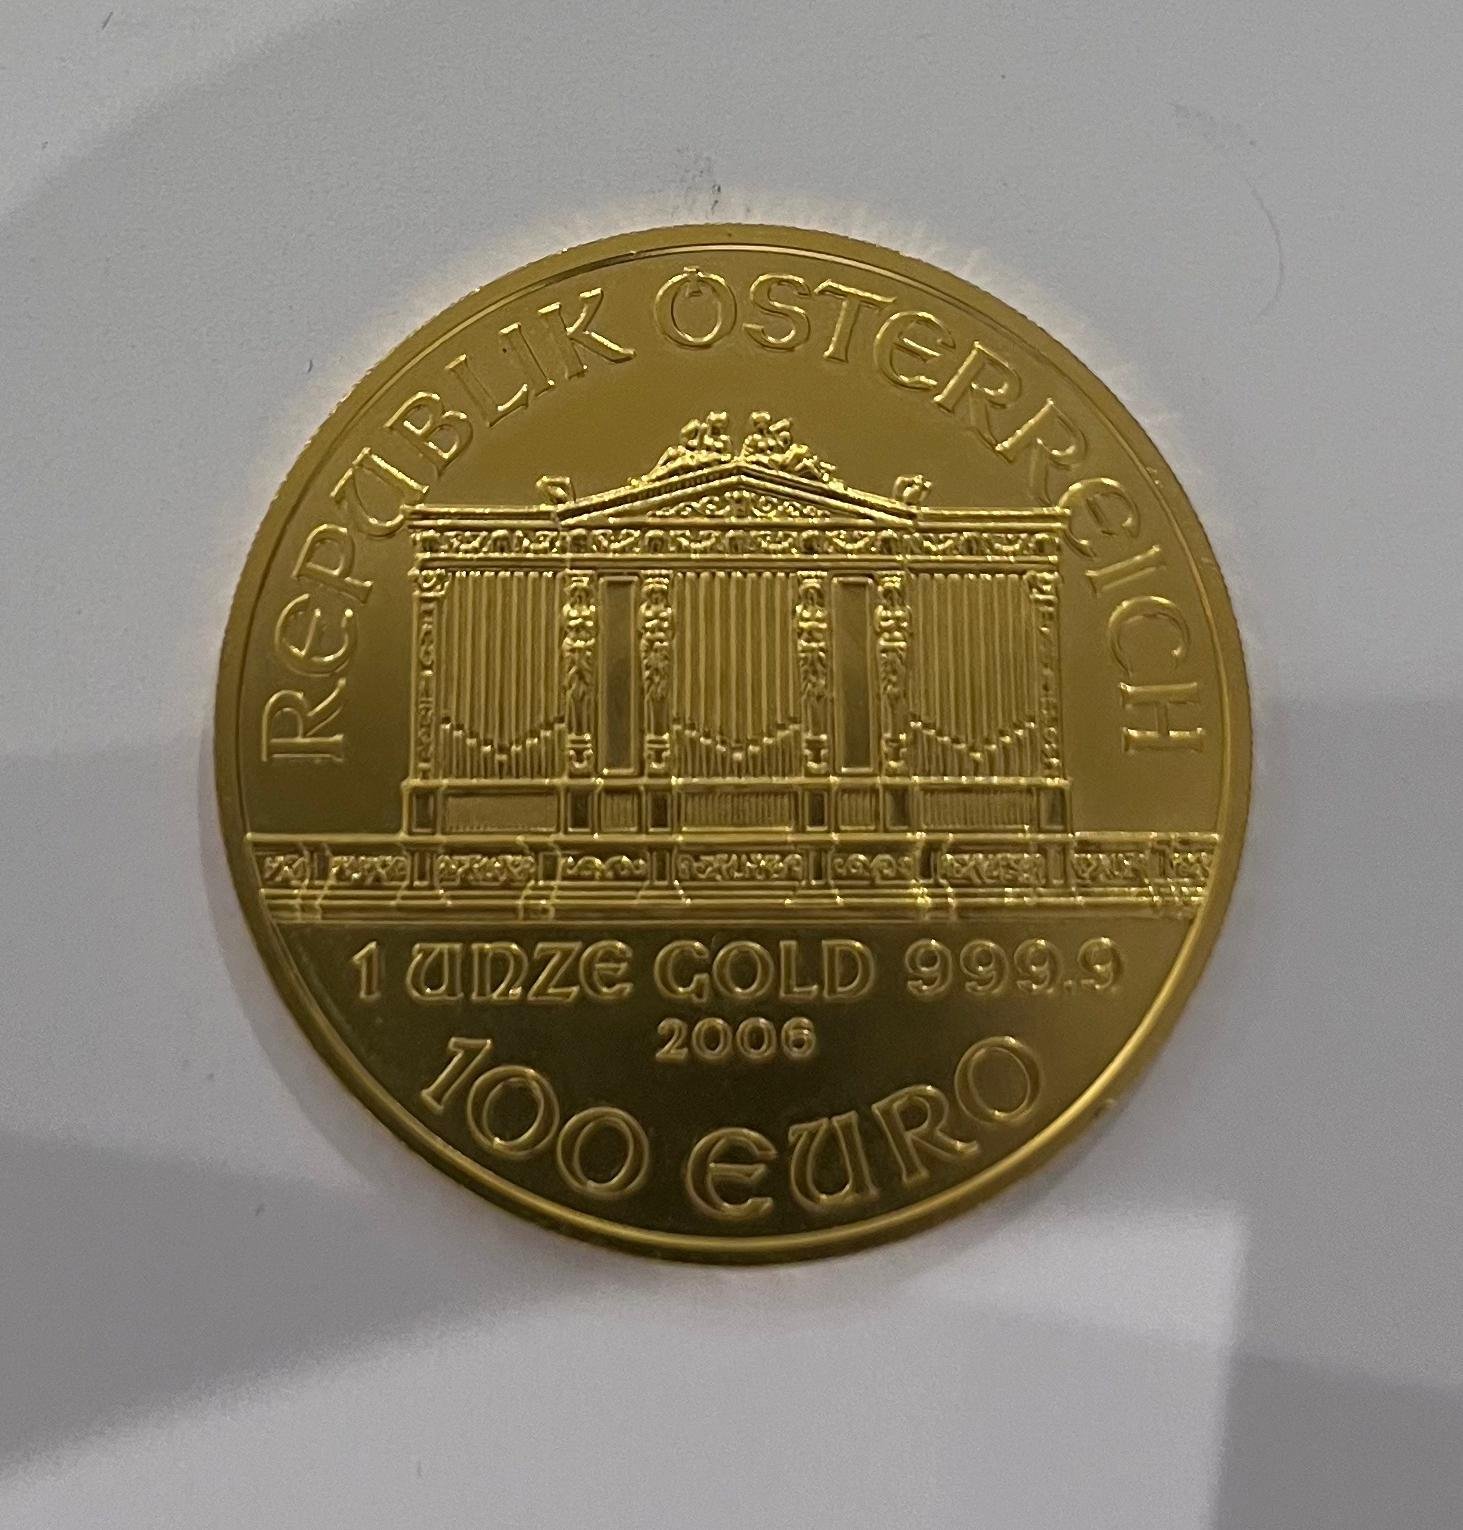 REPUBLIK ÖSTERREICH
1 UNZE GOLD 999.9
2006
100 EURO